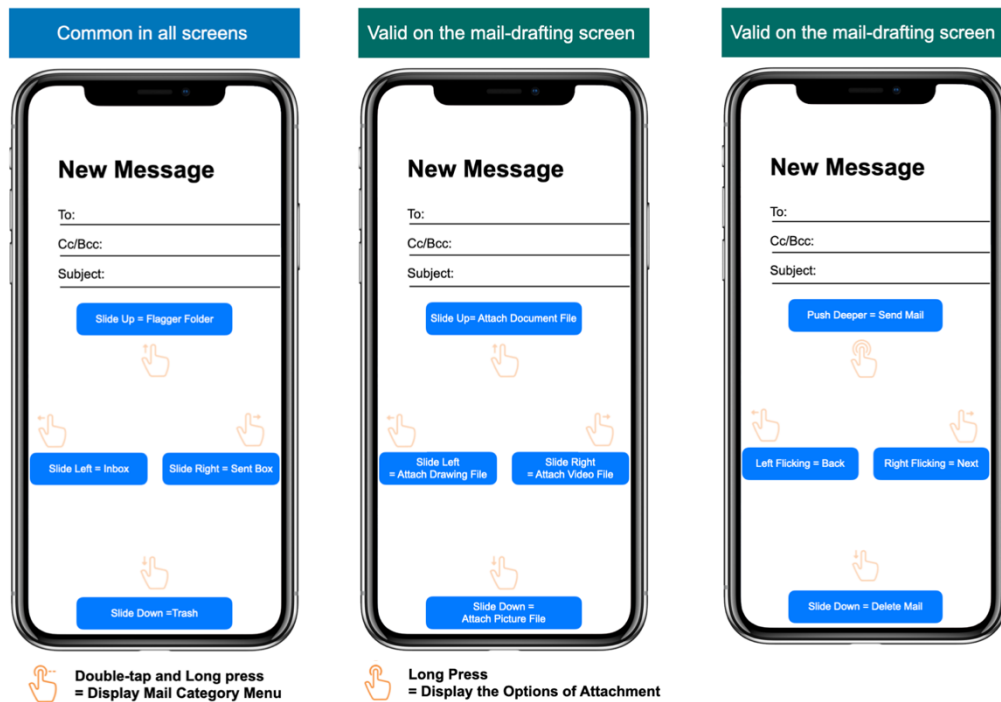 Common in all screens
New Message
To:
Cc/Bcc:
Subject:
Slide Up = Flagger Folder
Slide Left = Inbox
Slide Right = Sent Box
Slide Down =Trash
Double-tap and Long press
= Display Mail Category Menu
Valid on the mail-drafting screen
New Message
To:
Cc/Bcc:
Subject:
Slide Up= Attach Document File
Slide Left
= Attach Drawing File
Slide Right
= Attach Video File
Slide Down =
Attach Picture File
Long Press
= Display the Options of Attachment
Valid on the mail-drafting screen
New Message
To:
Cc/Bcc:
Subject:
Push Deeper = Send Mail
Left Flicking = Back
Right Flicking = Next
Slide Down = Delete Mail